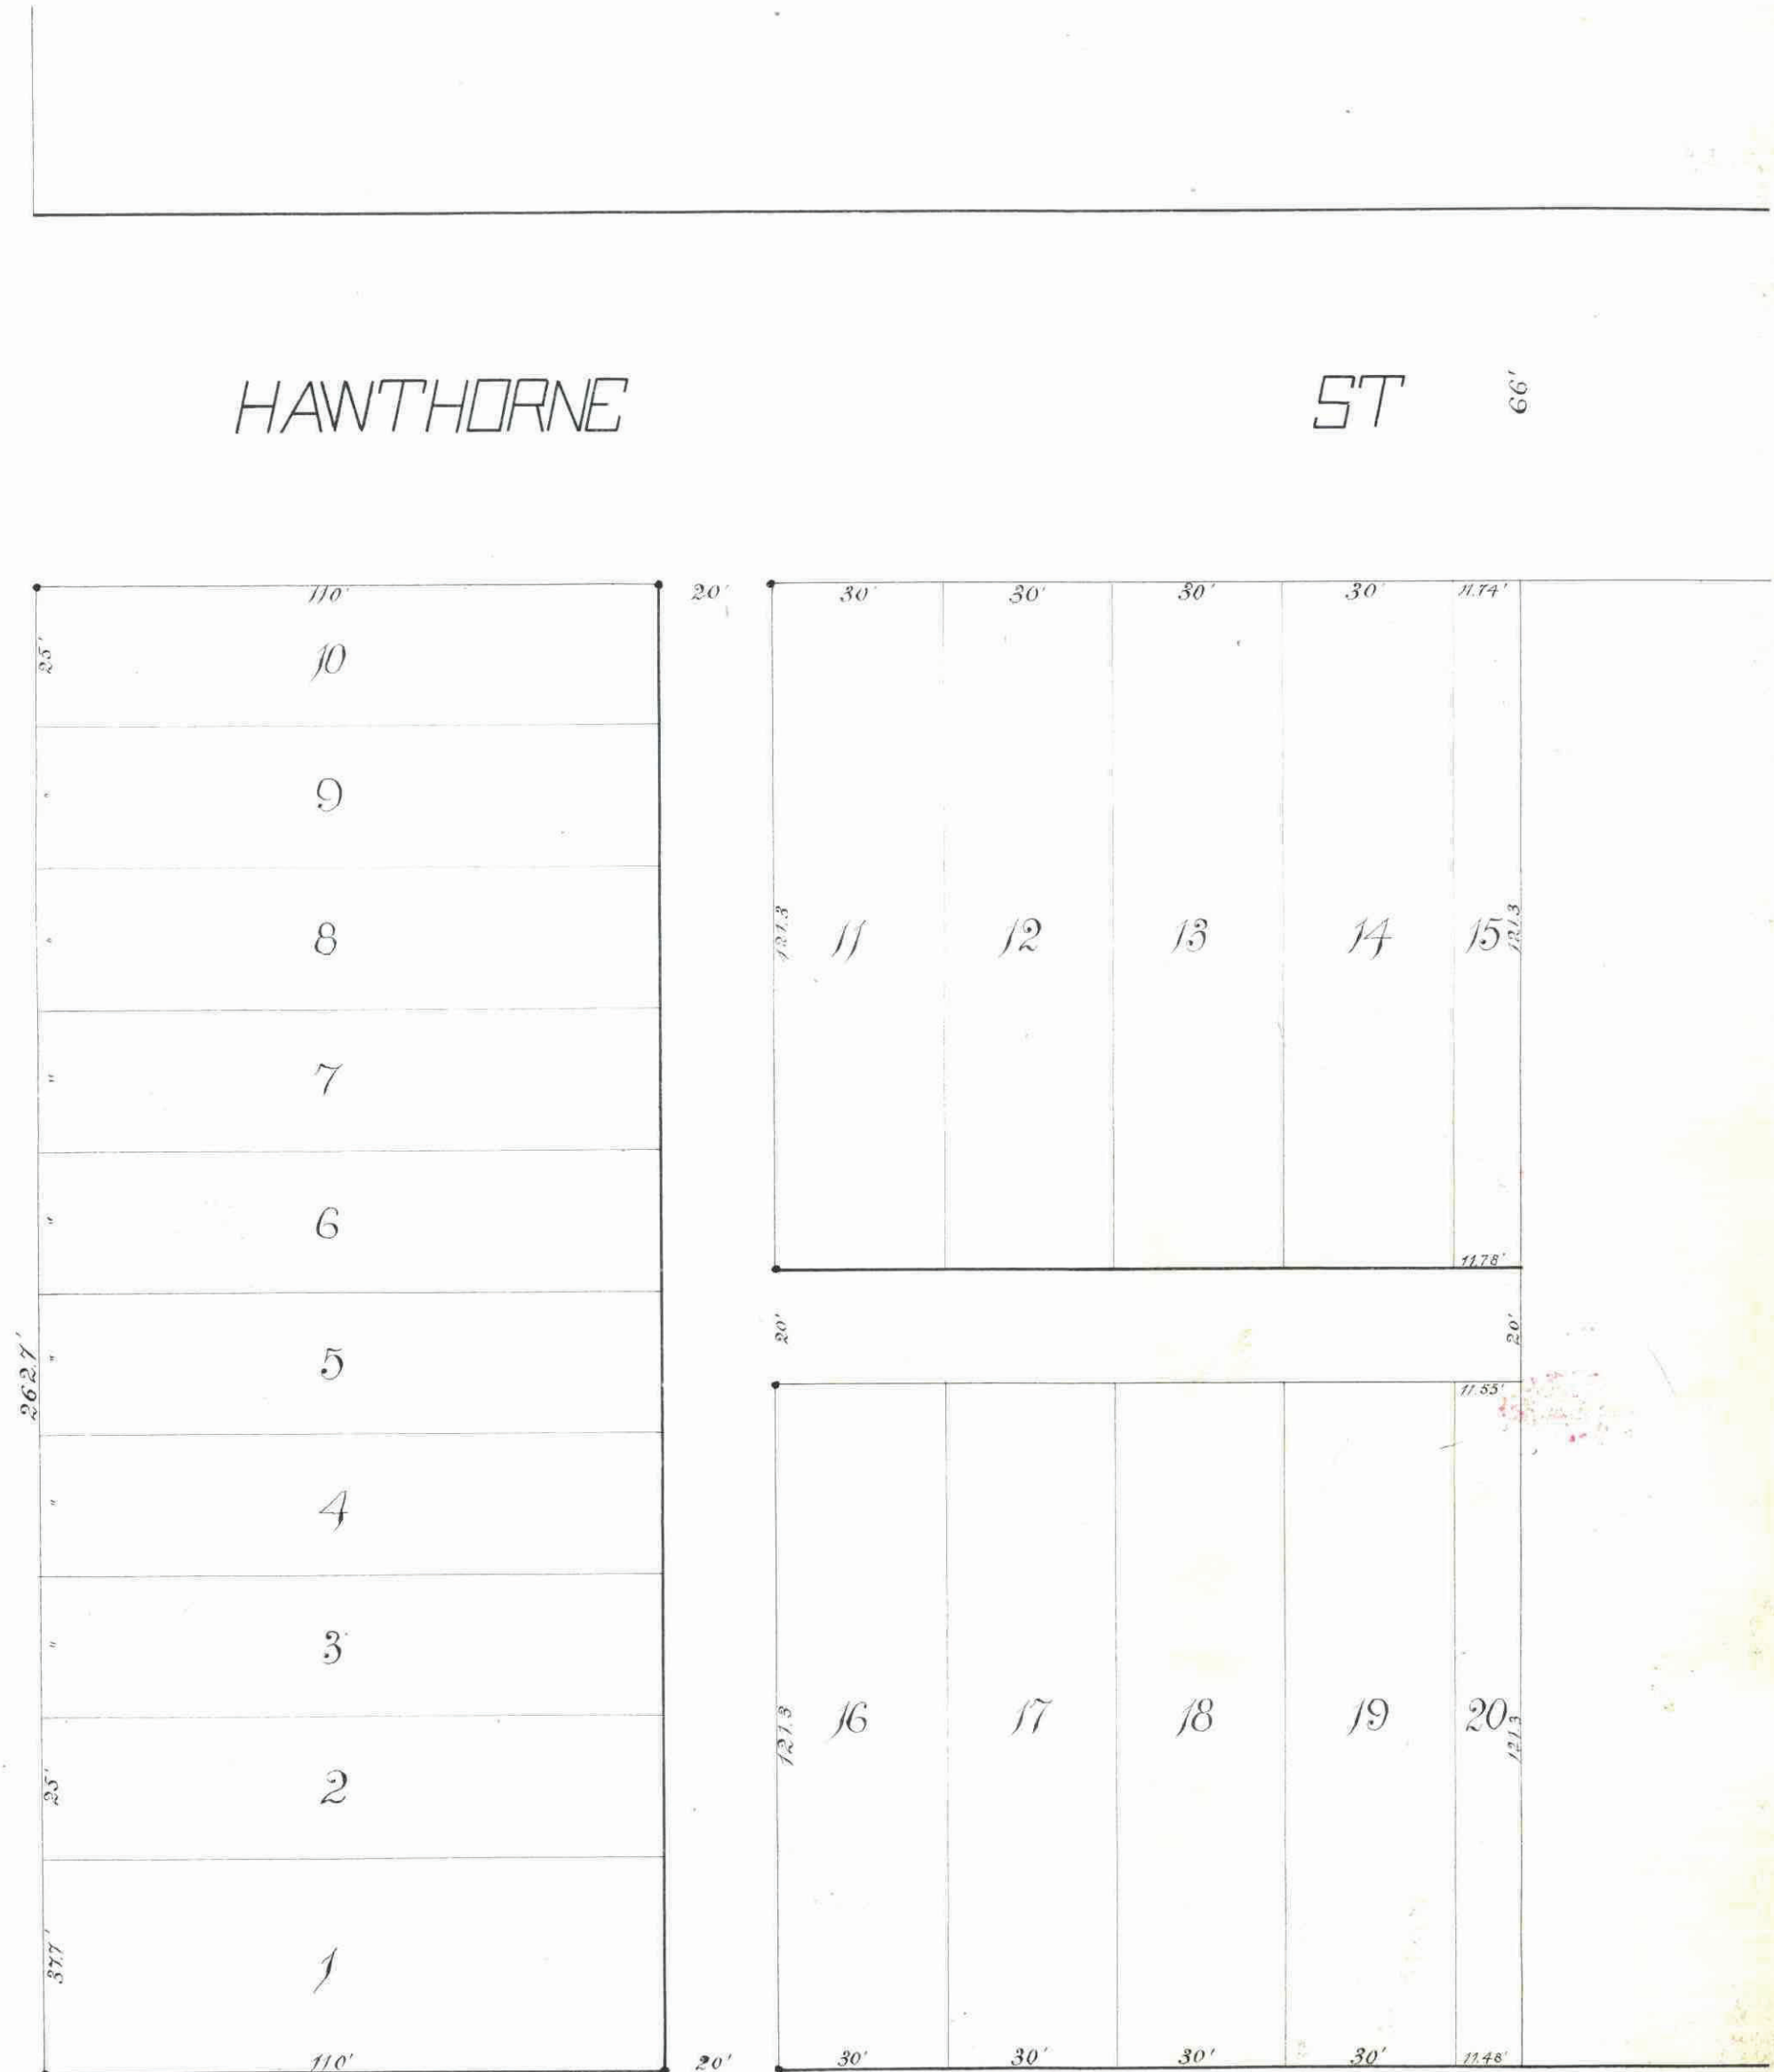 HAWTHORNE ST 66'
110' 20' 30' 30' 30' 30' 11.74'
25' 10
" 9
" 8
121.3 11 12 13 14 15 121.3
" 7
" 6
11.78'
262.7' " 5 20' 20'
11.55'
" 4
" 3
121.3 16 17 18 19 20 121.3
25' 2
37.7' 1
110' 20' 30' 30' 30' 30' 11.48'